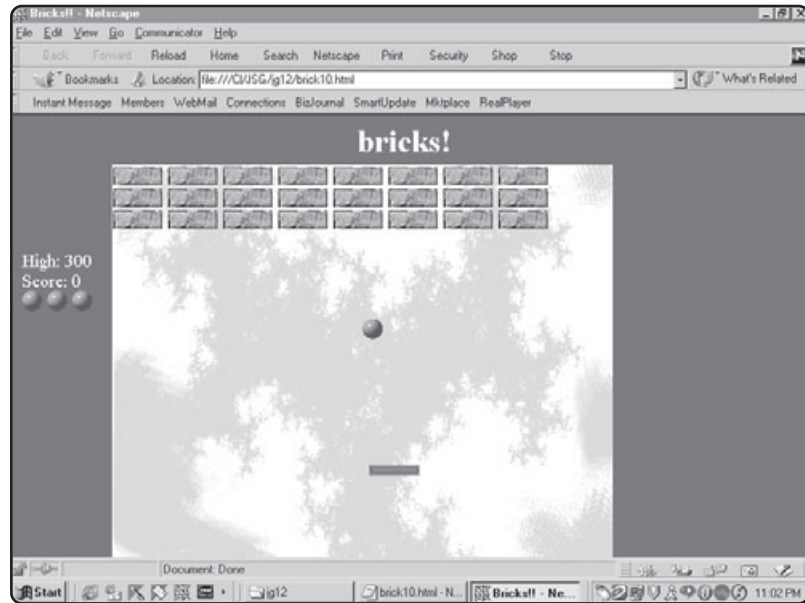 Bricks!! - Netscape
File Edit View Go Communicator Help
Back Forward Reload Home Search Netscape Print Security Shop Stop
Bookmarks Location: file:///C|/JSG/jg12/brick10.html What's Related
Instant Message Members WebMail Connections BizJournal SmartUpdate Mktplace RealPlayer
bricks!
High: 300
Score: 0
Document: Done
Start jg12 brick10.html - N... Bricks!! - Ne... 11:02 PM